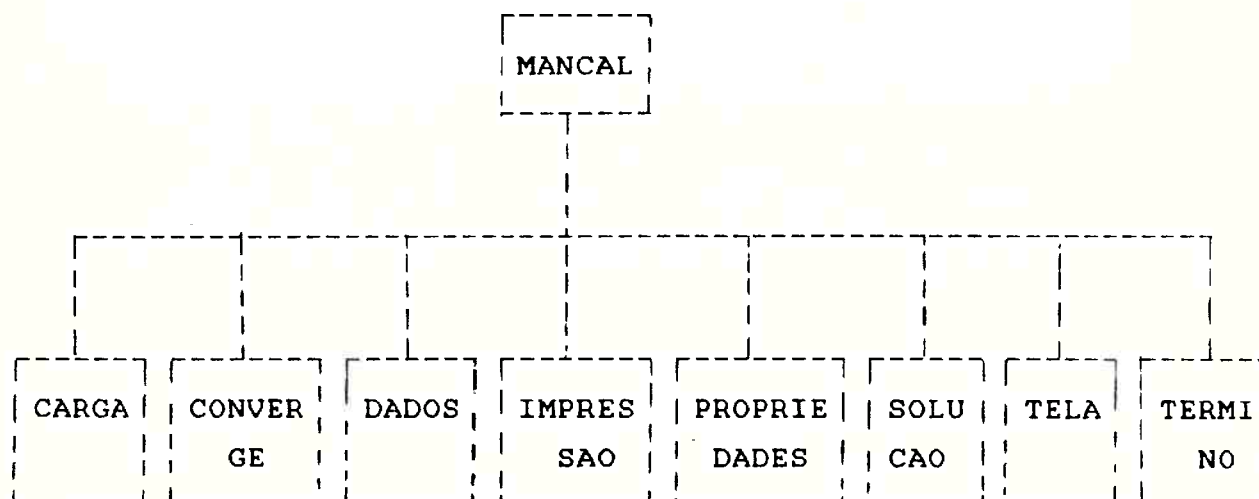 MANCAL
CARGA CONVER DADOS IMPRES PROPRIE SOLU TELA TERMI
GE SAO DADES CAO NO